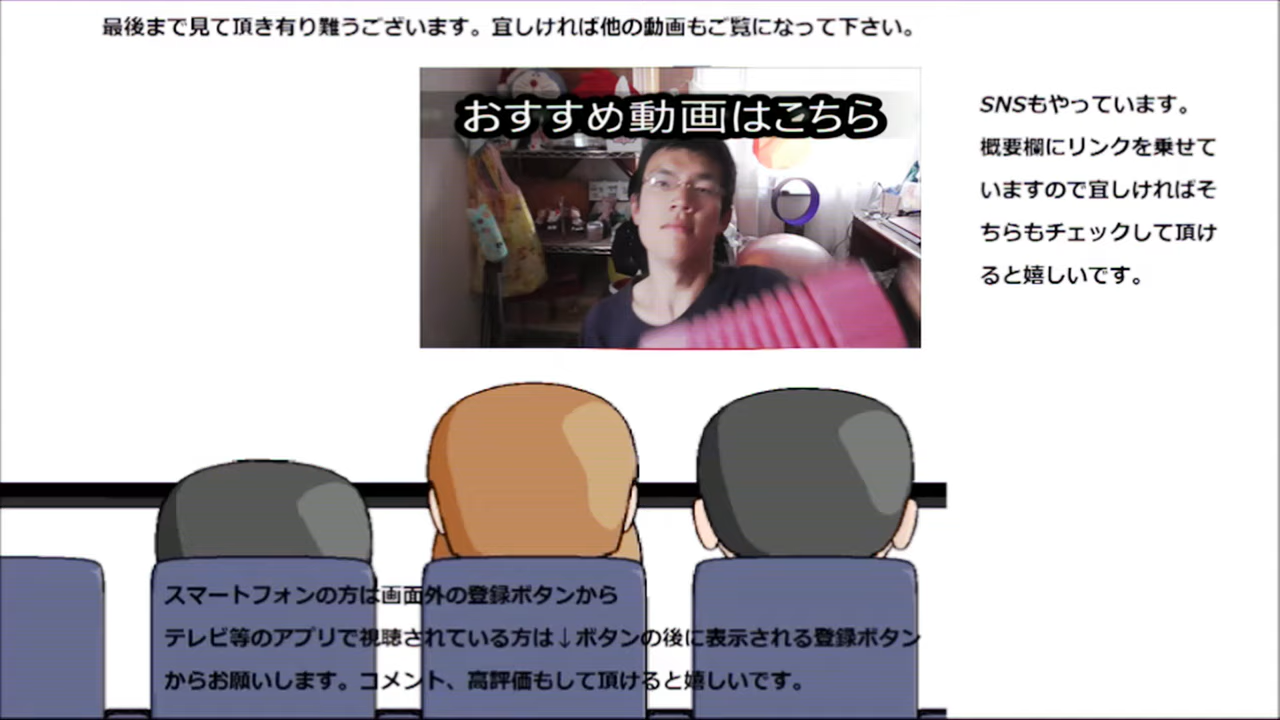 最後まで見て頂き有り難うございます。宜しければ他の動画もご覧になって下さい。
おすすめ動画はこちら
SNSもやっています。
概要欄にリンクを乗せて
いますので宜しければそ
ちらもチェックして頂け
ると嬉しいです。
スマートフォンの方は画面外の登録ボタンから
テレビ等のアプリで視聴されている方は↓ボタンの後に表示される登録ボタン
からお願いします。コメント、高評価もして頂けると嬉しいです。